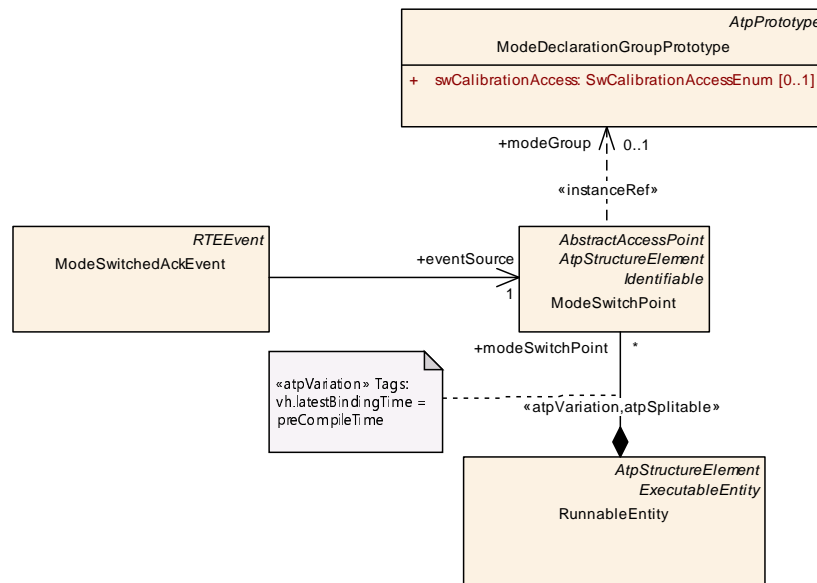 AtpPrototype
ModeDeclarationGroupPrototype
+ swCalibrationAccess: SwCalibrationAccessEnum [0..1]
+modeGroup
0..1
«instanceRef»
RTEEvent
ModeSwitchedAckEvent
+eventSource
1
AbstractAccessPoint
AtpStructureElement
Identifiable
ModeSwitchPoint
+modeSwitchPoint
*
«atpVariation» Tags:
vh.latestBindingTime =
preCompileTime
«atpVariation,atpSplitable»
AtpStructureElement
ExecutableEntity
RunnableEntity